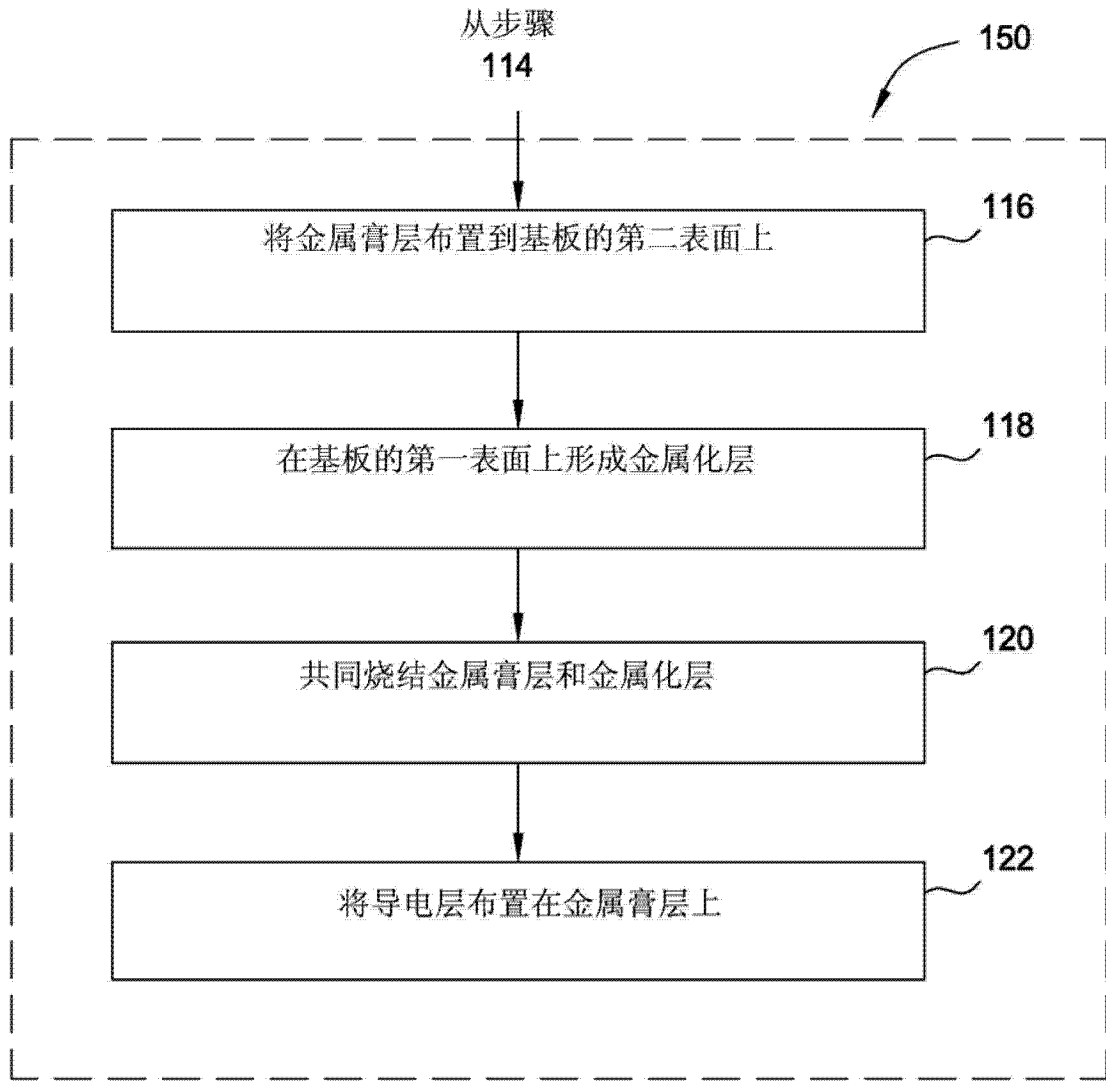 从步骤
114
150
116
将金属膏层布置到基板的第二表面上
118
在基板的第一表面上形成金属化层
120
共同烧结金属膏层和金属化层
122
将导电层布置在金属膏层上